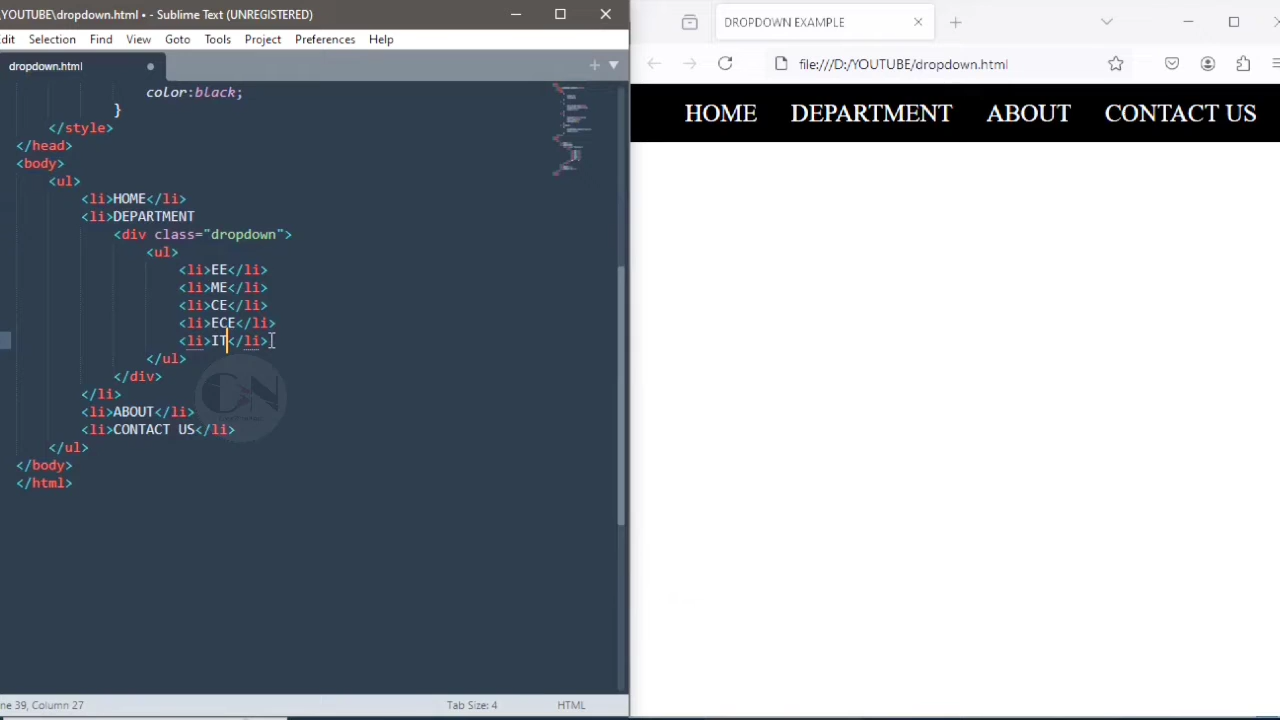 \YOUTUBE\dropdown.html • - Sublime Text (UNREGISTERED)
dit Selection Find View Goto Tools Project Preferences Help
dropdown.html
color:black;
}
</style>
</head>
<body>
<ul>
<li>HOME</li>
<li>DEPARTMENT
<div class="dropdown">
<ul>
<li>EE</li>
<li>ME</li>
<li>CE</li>
<li>ECE</li>
<li>IT</li>
</ul>
</div>
</li>
<li>ABOUT</li>
<li>CONTACT US</li>
</ul>
</body>
</html>
CN
ne 39, Column 27
Tab Size: 4
HTML
DROPDOWN EXAMPLE
file:///D:/YOUTUBE/dropdown.html
HOME DEPARTMENT ABOUT CONTACT US